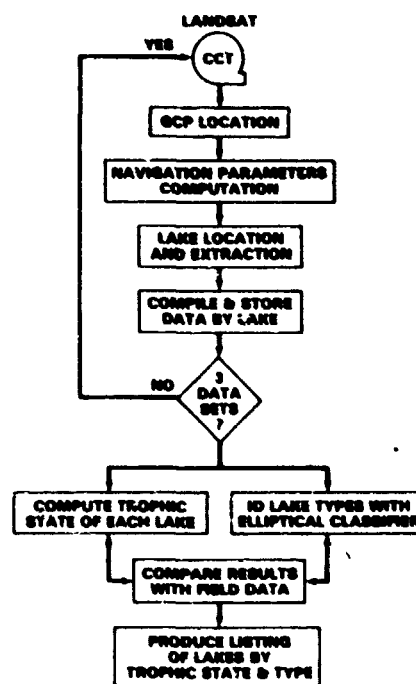 LANDSAT
YES
CCT
GCP LOCATION
NAVIGATION PARAMETERS
COMPUTATION
LAKE LOCATION
AND EXTRACTION
COMPILE & STORE
DATA BY LAKE
NO
3
DATA
SETS
?
COMPUTE TROPHIC
STATE OF EACH LAKE
ID LAKE TYPES WITH
ELLIPTICAL CLASSIFIER
COMPARE RESULTS
WITH FIELD DATA
PRODUCE LISTING
OF LAKES BY
TROPHIC STATE & TYPE